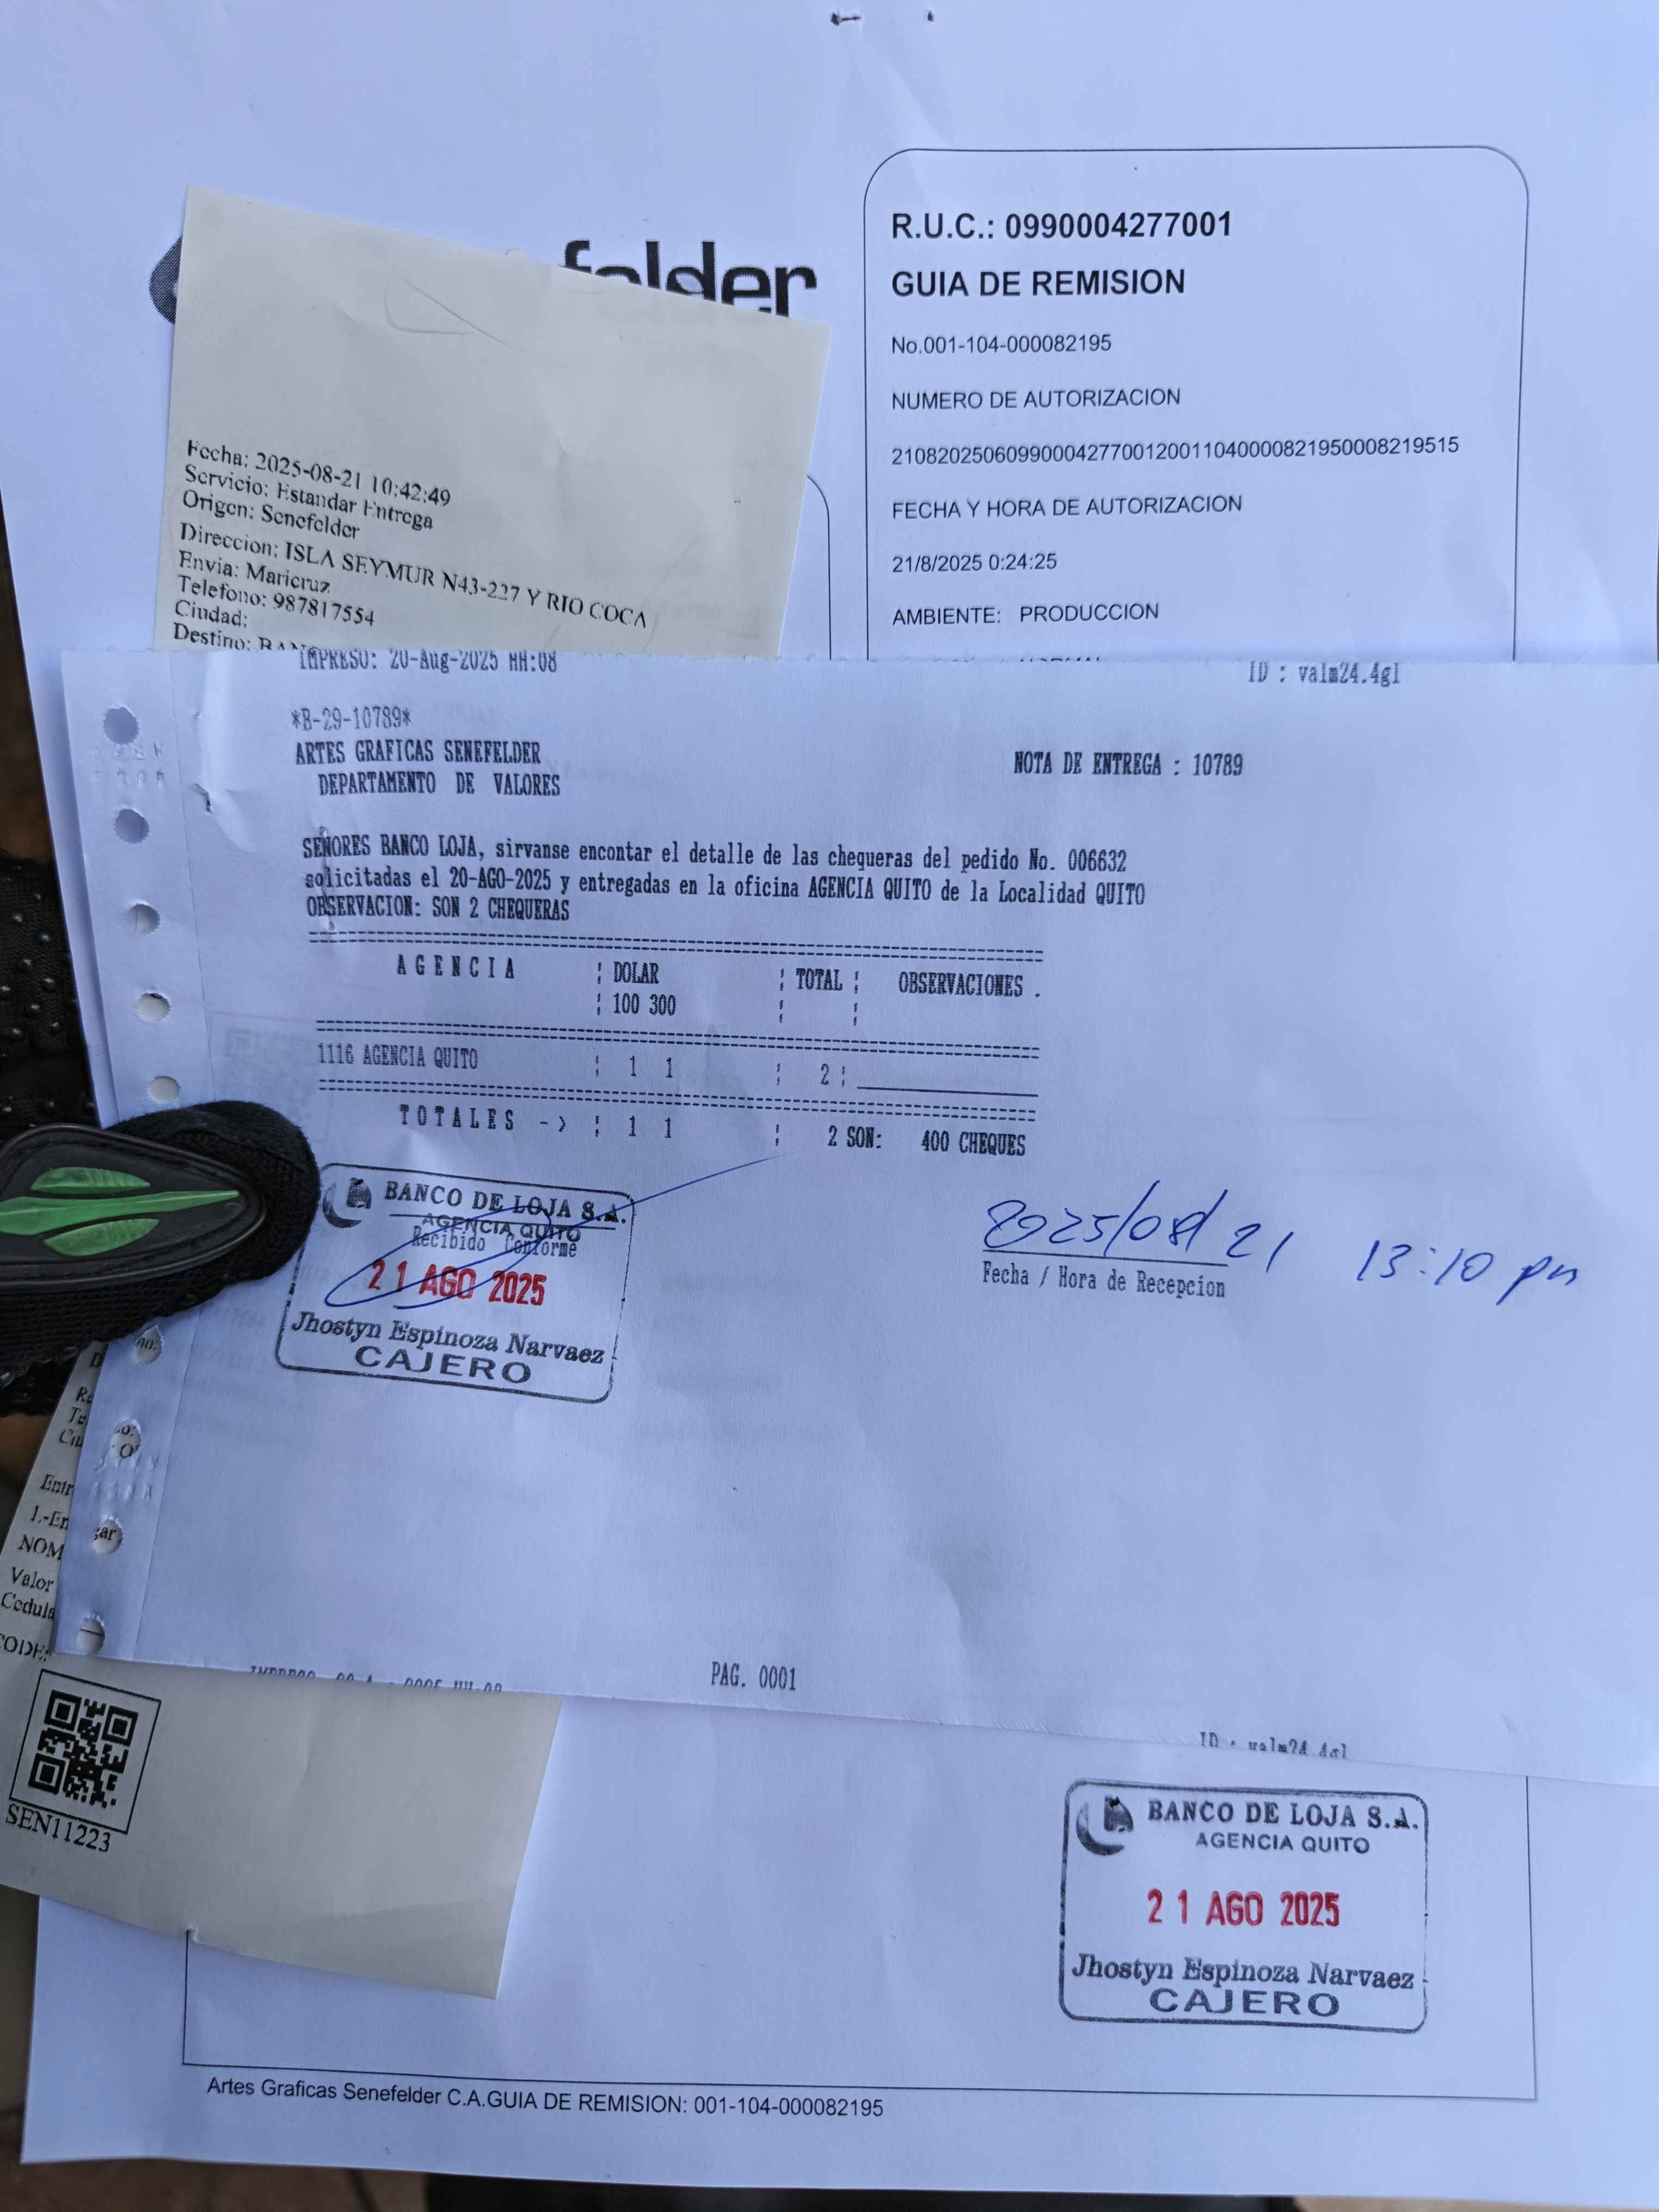 felder
R.U.C.: 0990004277001
GUIA DE REMISION
No.001-104-000082195
NUMERO DE AUTORIZACION
2108202506099000427700120011040000821950008219515
FECHA Y HORA DE AUTORIZACION
21/8/2025 0:24:25
AMBIENTE: PRODUCCION
Fecha: 2025-08-21 10:42:49
Servicio: Estandar Entrega
Origen: Senefelder
Direccion: ISLA SEYMUR N43-227 Y RIO COCA
Envia: Maricruz
Telefono: 987817554
Ciudad:
Destino:
IMPRESO: 20-Aug-2025 HH:08
ID : valm24.4gl
*B-29-10789*
ARTES GRAFICAS SENEFELDER
NOTA DE ENTREGA : 10789
DEPARTAMENTO DE VALORES
SEÑORES BANCO LOJA, sirvanse encontar el detalle de las chequeras del pedido No. 006632
solicitadas el 20-AGO-2025 y entregadas en la oficina AGENCIA QUITO de la Localidad QUITO
OBSERVACION: SON 2 CHEQUERAS
A G E N C I A ¦ DOLAR ¦ TOTAL ¦ OBSERVACIONES .
¦ 100 300 ¦ ¦
1116 AGENCIA QUITO ¦ 1 1 ¦ 2 ¦
T O T A L E S - > ¦ 1 1 ¦ 2 SON: 400 CHEQUES
BANCO DE LOJA S.A.
AGENCIA QUITO
Recibido Conforme
21 AGO 2025
Jhostyn Espinoza Narvaez
CAJERO
2025/08/21 13:10 pm
Fecha / Hora de Recepcion
Valor
Cedula
PAG. 0001
ID : valm24.4gl
SEN11223
BANCO DE LOJA S.A.
AGENCIA QUITO
21 AGO 2025
Jhostyn Espinoza Narvaez
CAJERO
Artes Graficas Senefelder C.A.GUIA DE REMISION: 001-104-000082195